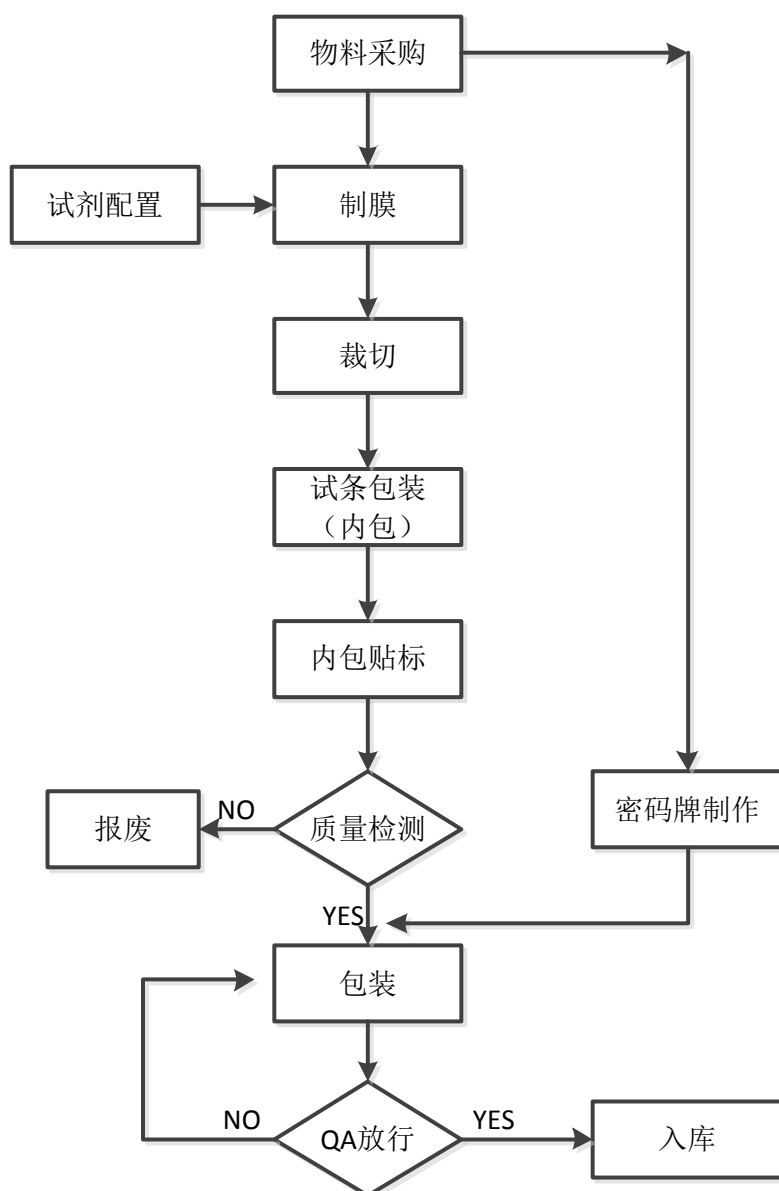 物料采购
试剂配置
制膜
裁切
试条包装
（内包）
内包贴标
报废
NO
质量检测
密码牌制作
YES
包装
NO
QA放行
YES
入库